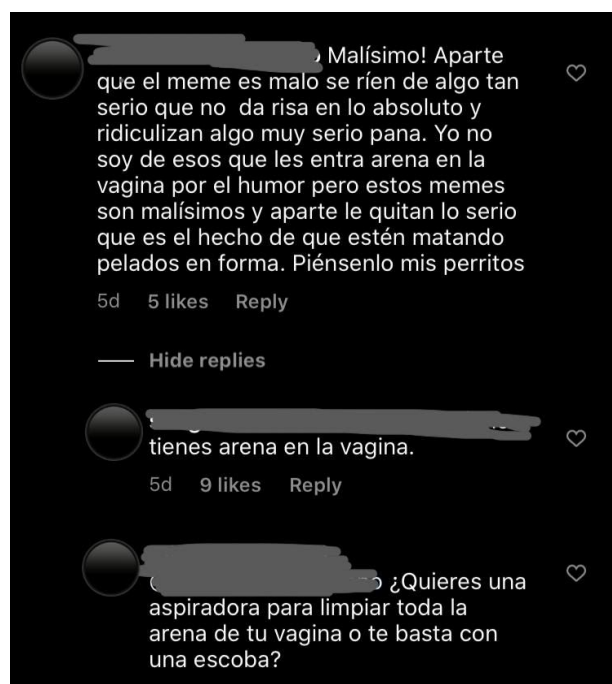 Malísimo! Aparte
que el meme es malo se ríen de algo tan
serio que no da risa en lo absoluto y
ridiculizan algo muy serio pana. Yo no
soy de esos que les entra arena en la
vagina por el humor pero estos memes
son malísimos y aparte le quitan lo serio
que es el hecho de que estén matando
pelados en forma. Piénsenlo mis perritos
5d 5 likes Reply
Hide replies
tienes arena en la vagina.
5d 9 likes Reply
¿Quieres una
aspiradora para limpiar toda la
arena de tu vagina o te basta con
una escoba?